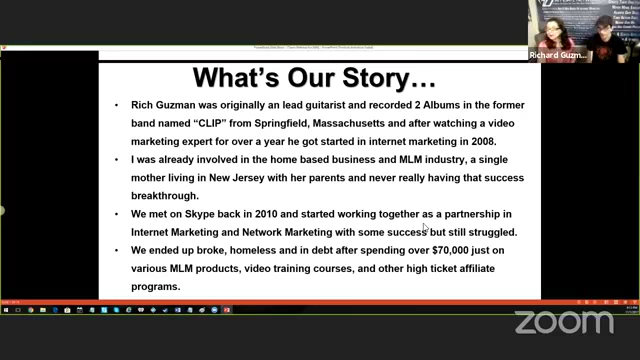 What's Our Story…
• Rich Guzman was originally an lead guitarist and recorded 2 Albums in the former
band named "CLIP" from Springfield, Massachusetts and after watching a video
marketing expert for over a year he got started in internet marketing in 2008.
• I was already involved in the home based business and MLM industry, a single
mother living in New Jersey with her parents and never really having that success
breakthrough.
• We met on Skype back in 2010 and started working together as a partnership in
Internet Marketing and Network Marketing with some success but still struggled.
• We ended up broke, homeless and in debt after spending over $70,000 just on
various MLM products, video training courses, and other high ticket affiliate
programs.
Richard Guzm...
zoom